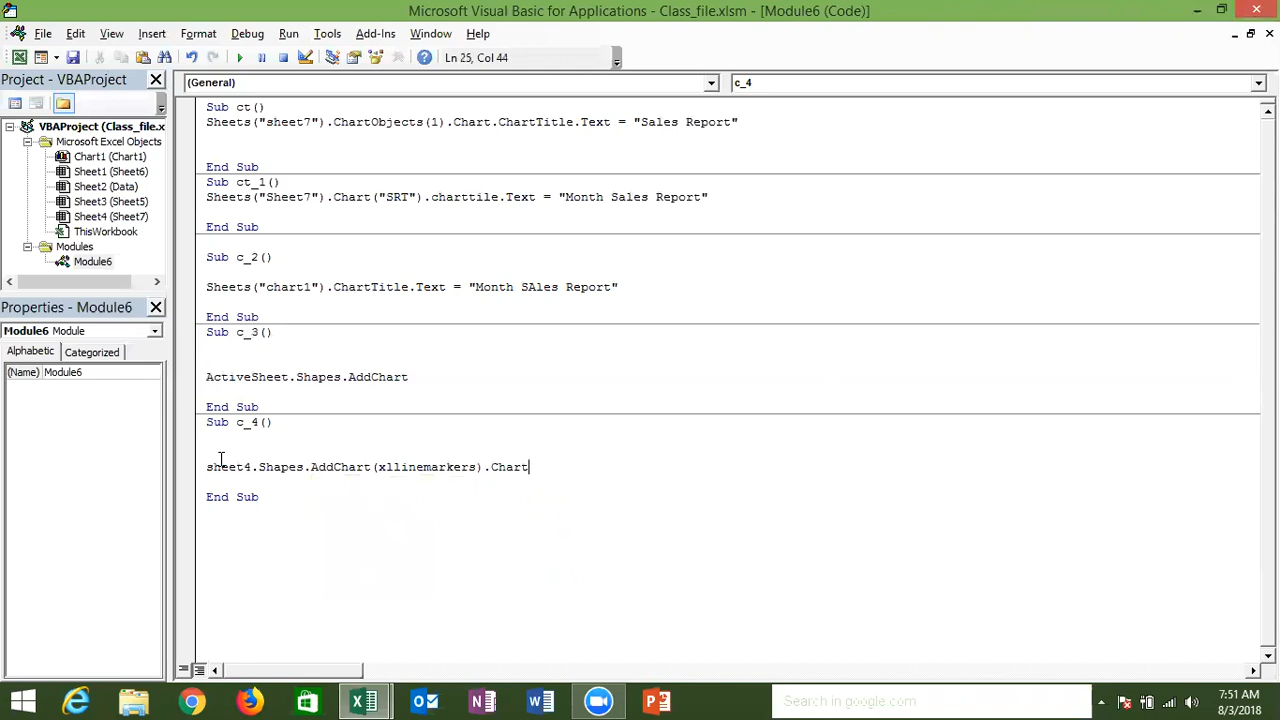 Microsoft Visual Basic for Applications - Class_file.xlsm - [Module6 (Code)]
File Edit View Insert Format Debug Run Tools Add-Ins Window Help
Ln 25, Col 44
Project - VBAProject
(General)
c_4
VBAProject (Class_file.x
Microsoft Excel Objects
Chart1 (Chart1)
Sheet1 (Sheet6)
Sheet2 (Data)
Sheet3 (Sheet5)
Sheet4 (Sheet7)
ThisWorkbook
Modules
Module6
Properties - Module6
Module6 Module
Alphabetic Categorized
(Name) Module6
Sub ct()
Sheets("sheet7").ChartObjects(1).Chart.ChartTitle.Text = "Sales Report"
End Sub
Sub ct_1()
Sheets("Sheet7").Chart("SRT").charttile.Text = "Month Sales Report"
End Sub
Sub c_2()
Sheets("chart1").ChartTitle.Text = "Month SAles Report"
End Sub
Sub c_3()
ActiveSheet.Shapes.AddChart
End Sub
Sub c_4()
sheet4.Shapes.AddChart(xllinemarkers).Chart
End Sub
Search in google.com
7:51 AM
8/3/2018